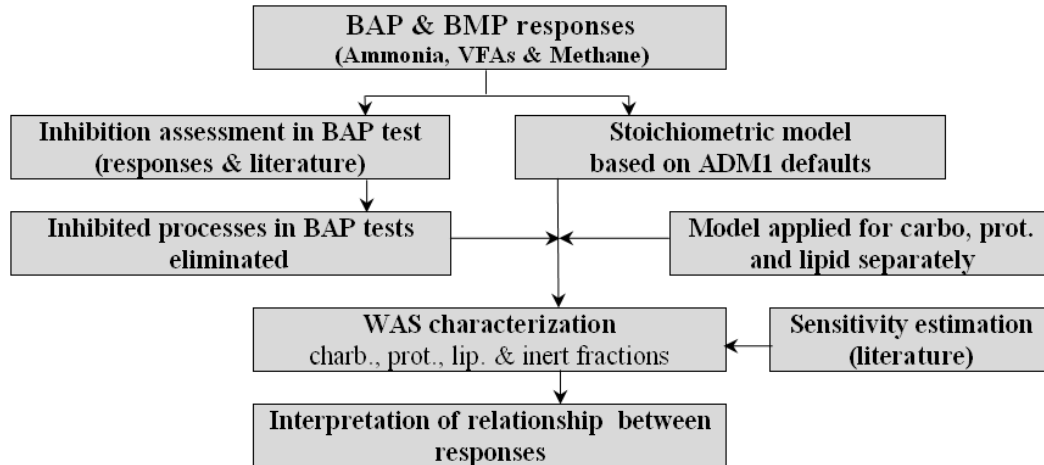 BAP & BMP responses
(Ammonia, VFAs & Methane)
Inhibition assessment in BAP test
(responses & literature)
Stoichiometric model
based on ADM1 defaults
Inhibited processes in BAP tests
eliminated
Model applied for carbo, prot.
and lipid separately
WAS characterization
charb., prot., lip. & inert fractions
Sensitivity estimation
(literature)
Interpretation of relationship between
responses